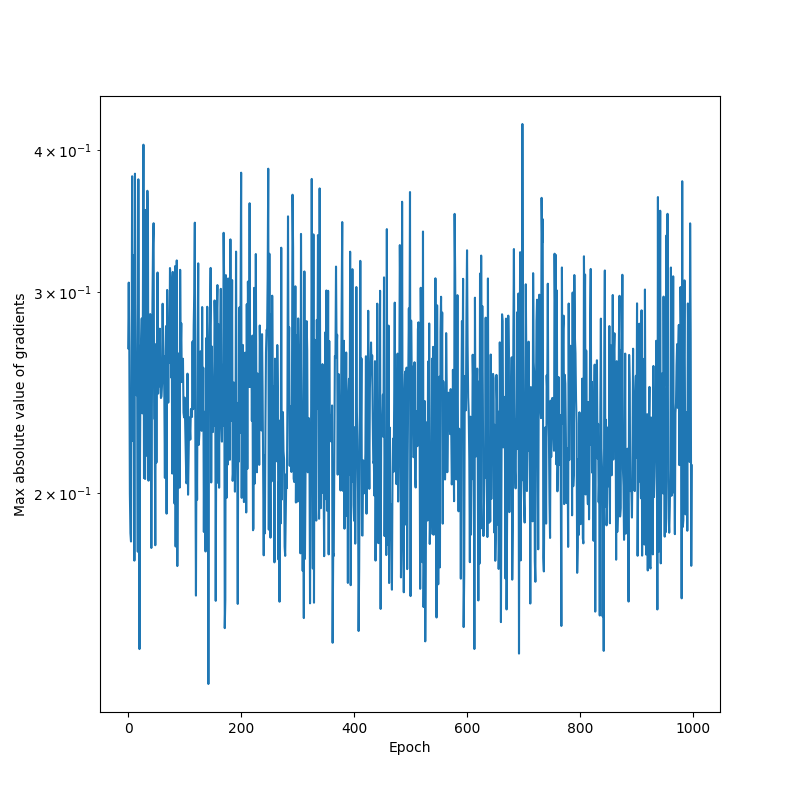 4 × 10⁻¹
3 × 10⁻¹
2 × 10⁻¹
Max absolute value of gradients
0 200 400 600 800 1000
Epoch